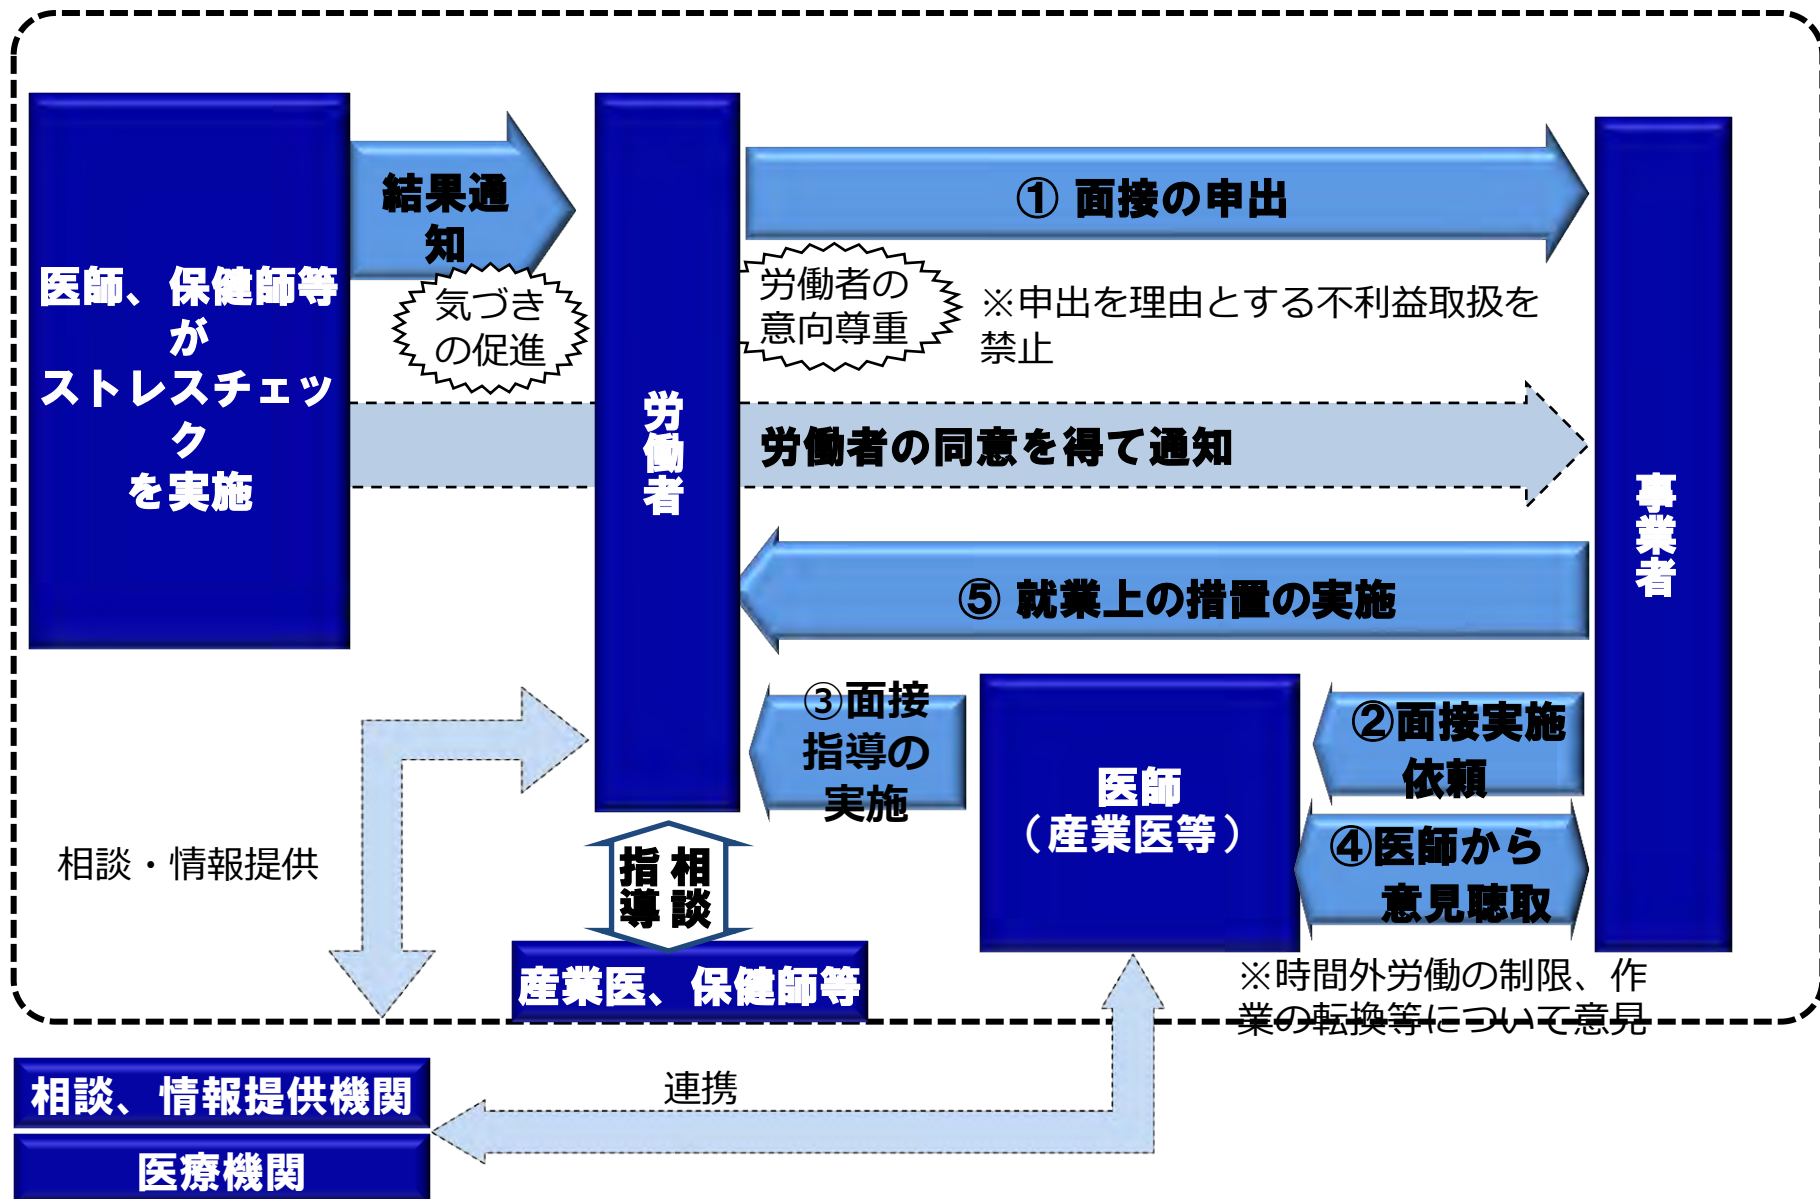 医師、保健師等
が
ストレスチェッ
ク
を実施
結果通
知
気づき
の促進
労働者
① 面接の申出
労働者の
意向尊重
※申出を理由とする不利益取扱を
禁止
労働者の同意を得て通知
⑤ 就業上の措置の実施
事業者
③面接
指導の
実施
医師
（産業医等）
②面接実施
依頼
④医師から
意見聴取
※時間外労働の制限、作
業の転換等について意見
相談・情報提供
相談
指導
産業医、保健師等
連携
相談、情報提供機関
医療機関